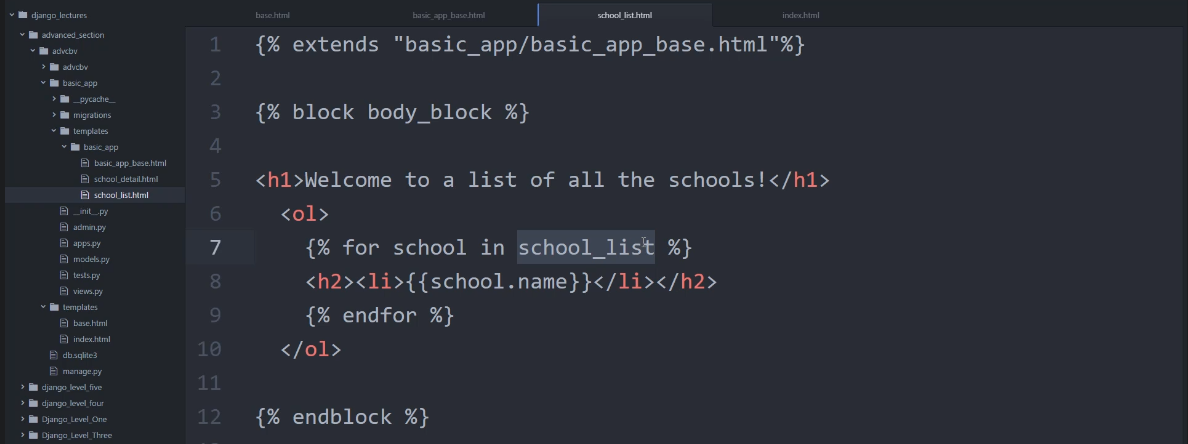 django_lectures
advanced_section
advcbv
advcbv
basic_app
__pycache__
migrations
templates
basic_app
basic_app_base.html
school_detail.html
school_list.html
__init__.py
admin.py
apps.py
models.py
tests.py
views.py
templates
base.html
index.html
db.sqlite3
manage.py
django_level_five
django_level_four
Django_Level_One
Django_Level_Three
base.html basic_app_base.html school_list.html index.html
1 {% extends "basic_app/basic_app_base.html"%}
2
3 {% block body_block %}
4
5 <h1>Welcome to a list of all the schools!</h1>
6 <ol>
7 {% for school in school_list %}
8 <h2><li>{{school.name}}</li></h2>
9 {% endfor %}
10 </ol>
11
12 {% endblock %}